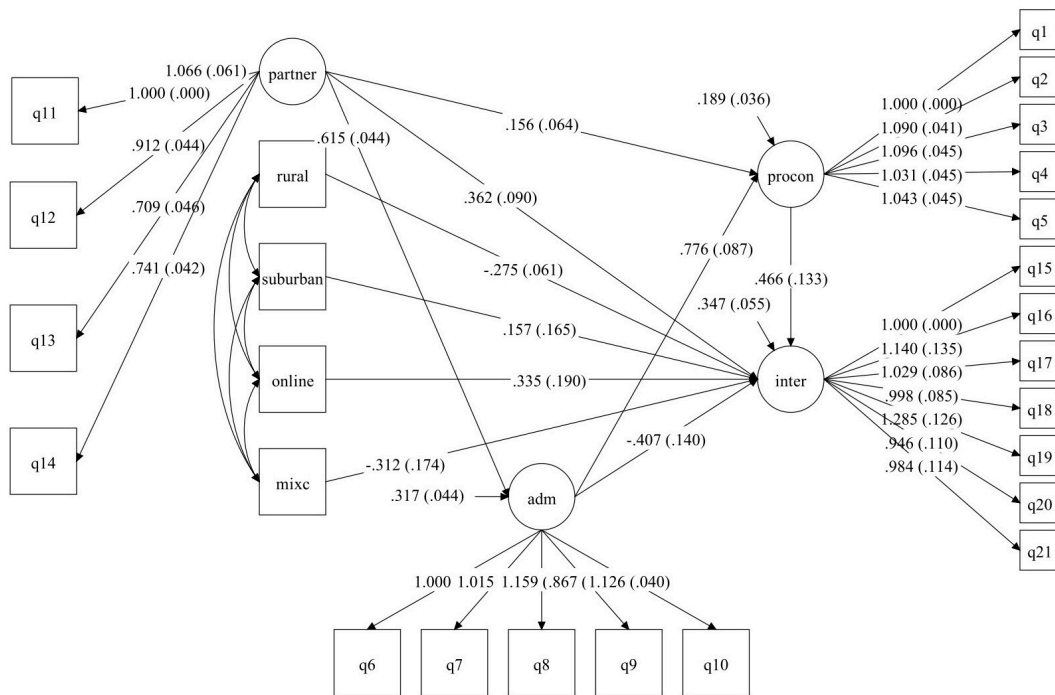 partner
1.066 (.061)
q11
1.000 (.000)
.912 (.044)
q12
.709 (.046)
q13
.741 (.042)
q14
.615 (.044)
.156 (.064)
.362 (.090)
rural
-.275 (.061)
suburban
.157 (.165)
online
.335 (.190)
mixc
-.312 (.174)
.317 (.044)
adm
.776 (.087)
-.407 (.140)
.189 (.036)
procon
.466 (.133)
.347 (.055)
inter
1.000 (.000)
1.090 (.041)
1.096 (.045)
1.031 (.045)
1.043 (.045)
q1
q2
q3
q4
q5
1.000 (.000)
1.140 (.135)
1.029 (.086)
.998 (.085)
1.285 (.126)
.946 (.110)
.984 (.114)
q15
q16
q17
q18
q19
q20
q21
1.000 1.015 1.159 (.867 (1.126 (.040)
q6 q7 q8 q9 q10